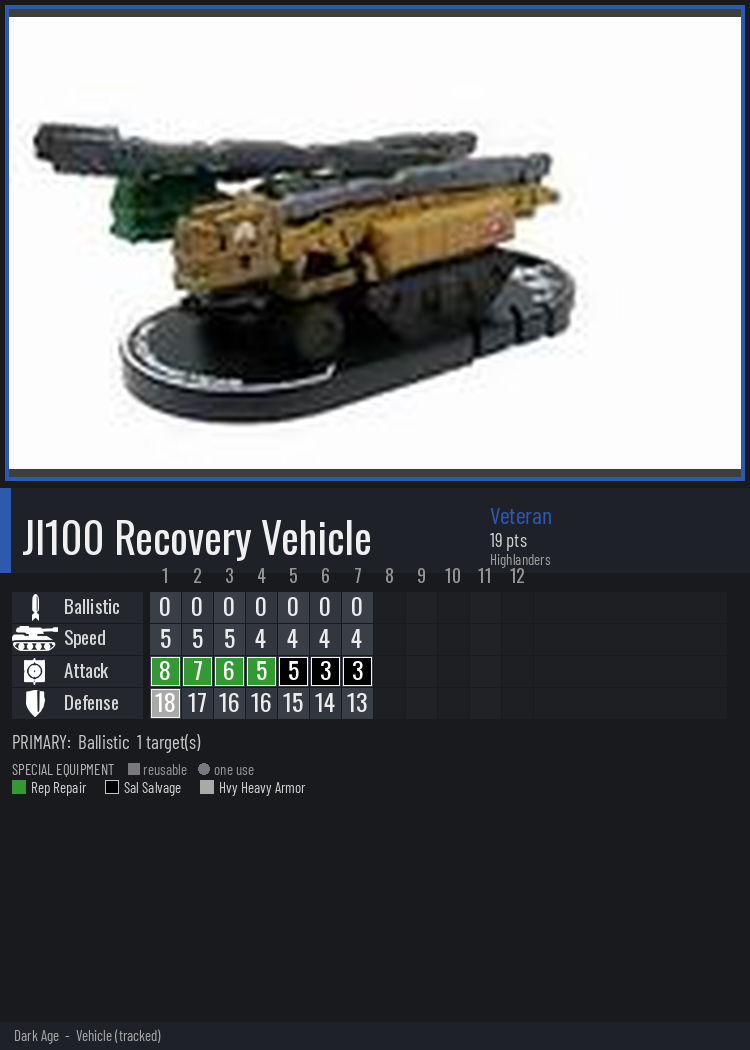 JI100 Recovery Vehicle
Veteran
19 pts
Highlanders
1 2 3 4 5 6 7 8 9 10 11 12
Ballistic 0 0 0 0 0 0 0
Speed 5 5 5 4 4 4 4
Attack 8 7 6 5 5 3 3
Defense 18 17 16 16 15 14 13
PRIMARY: Ballistic 1 target(s)
SPECIAL EQUIPMENT reusable one use
Rep Repair Sal Salvage Hvy Heavy Armor
Dark Age - Vehicle (tracked)